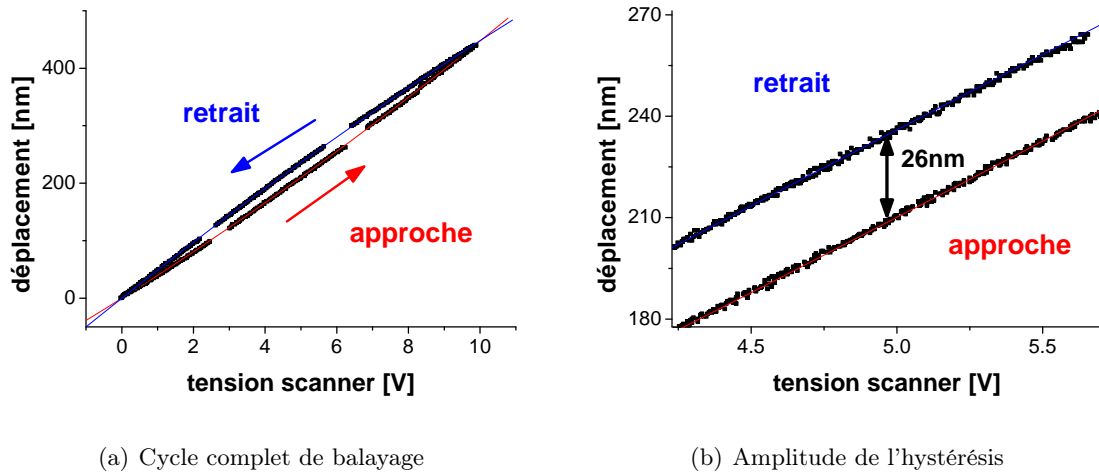 (a)
400
200
0
déplacement [nm]
retrait
approche
0 2 4 6 8 10
tension scanner [V]
(b)
270
240
210
180
déplacement [nm]
retrait
26nm
approche
4.5 5.0 5.5
tension scanner [V]
(a) Cycle complet de balayage
(b) Amplitude de l'hystérésis